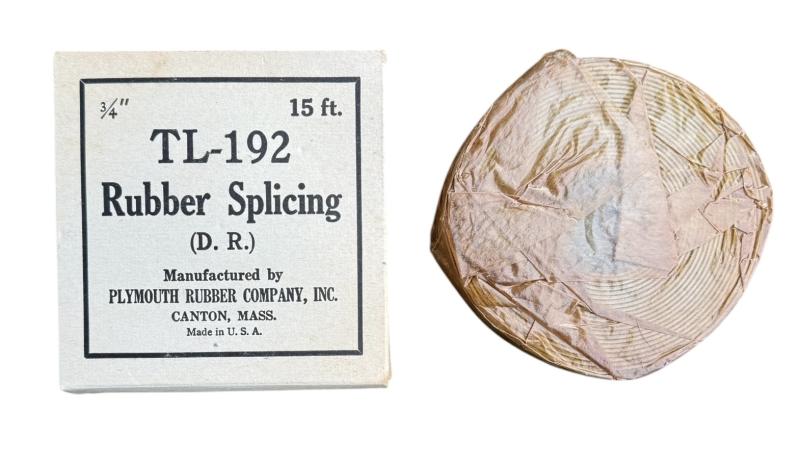 3/4" 15 ft.
TL-192
Rubber Splicing
(D. R.)
Manufactured by
PLYMOUTH RUBBER COMPANY, INC.
CANTON, MASS.
Made in U. S. A.